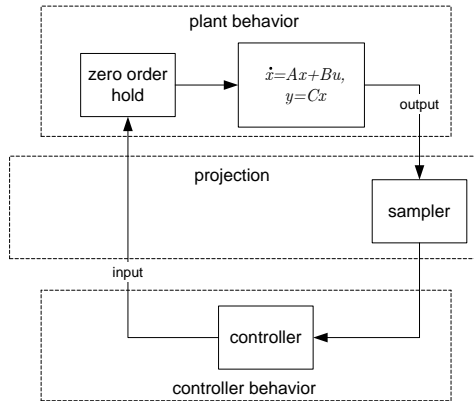 plant behavior
zero order
hold
ẋ=Ax+Bu,
y=Cx
output
projection
sampler
input
controller
controller behavior